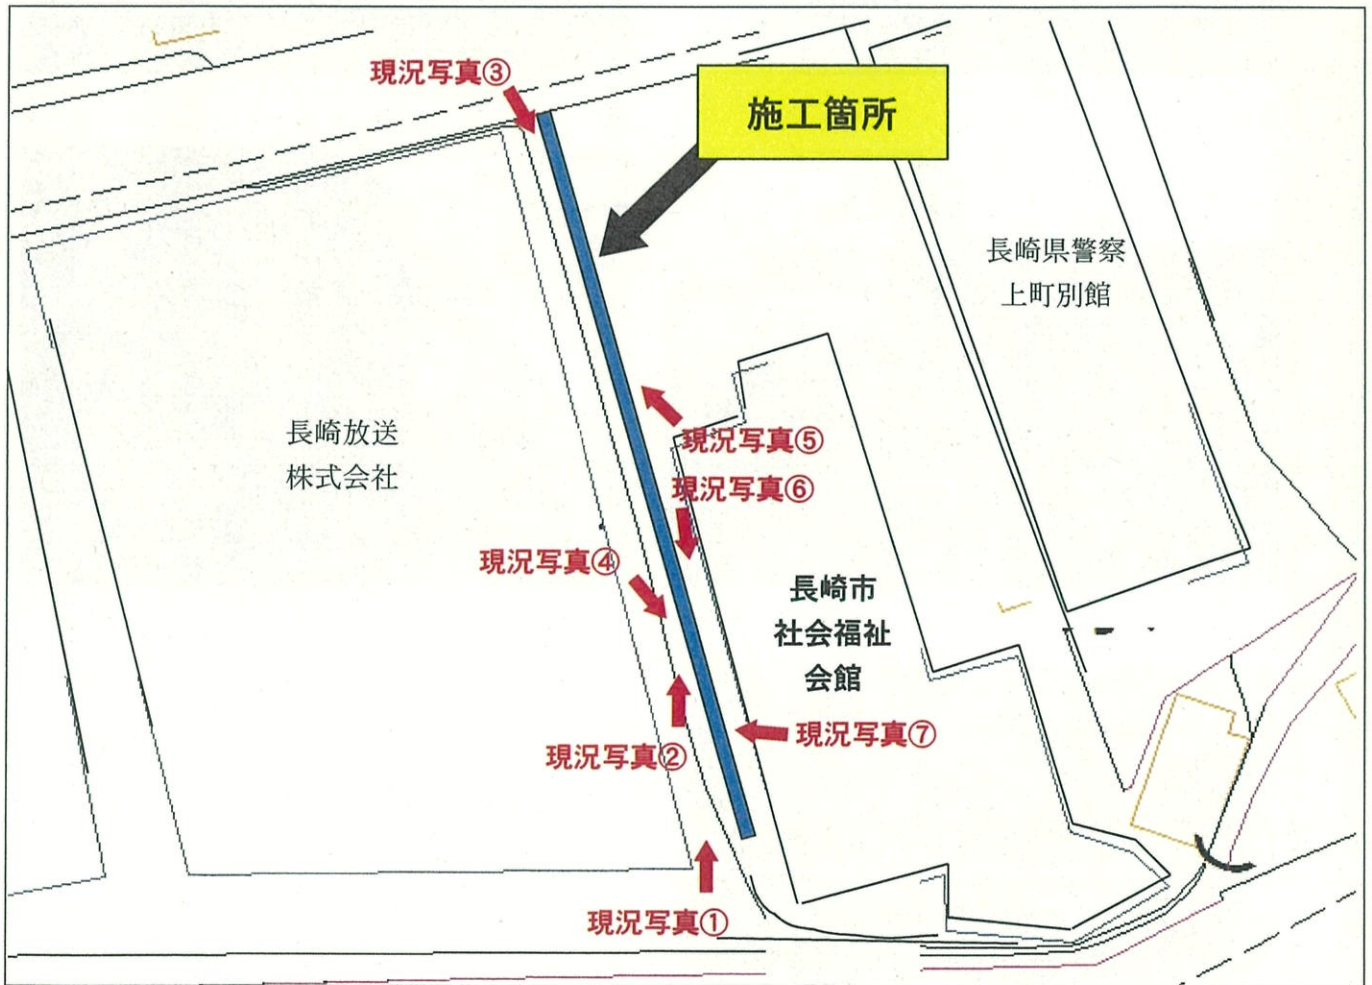 現況写真③
施工箇所
長崎県警察
上町別館
長崎放送
株式会社
現況写真⑤
現況写真⑥
現況写真④
長崎市
社会福祉
会館
現況写真⑦
現況写真②
現況写真①